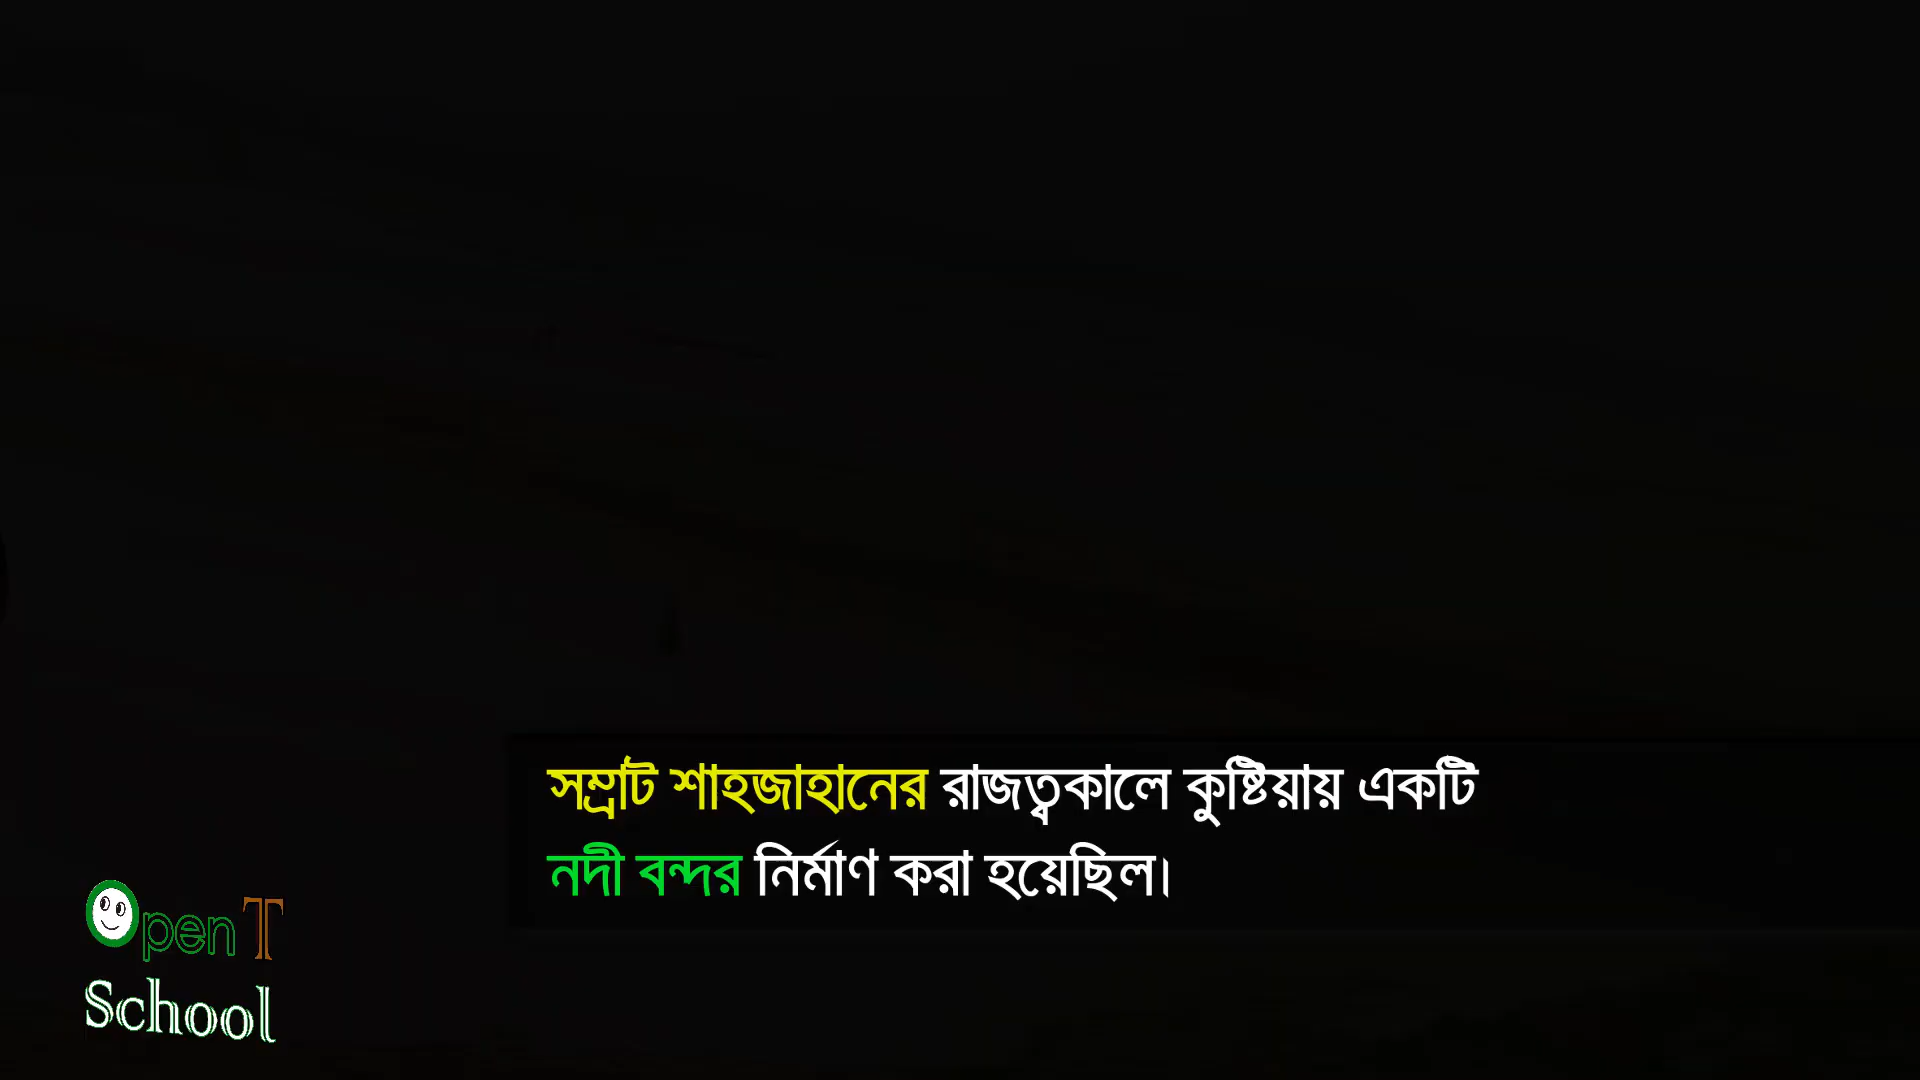 সম্রাট শাহজাহানের রাজত্বকালে কুষ্টিয়ায় একটি
নদী বন্দর নির্মাণ করা হয়েছিল।
Open T
School